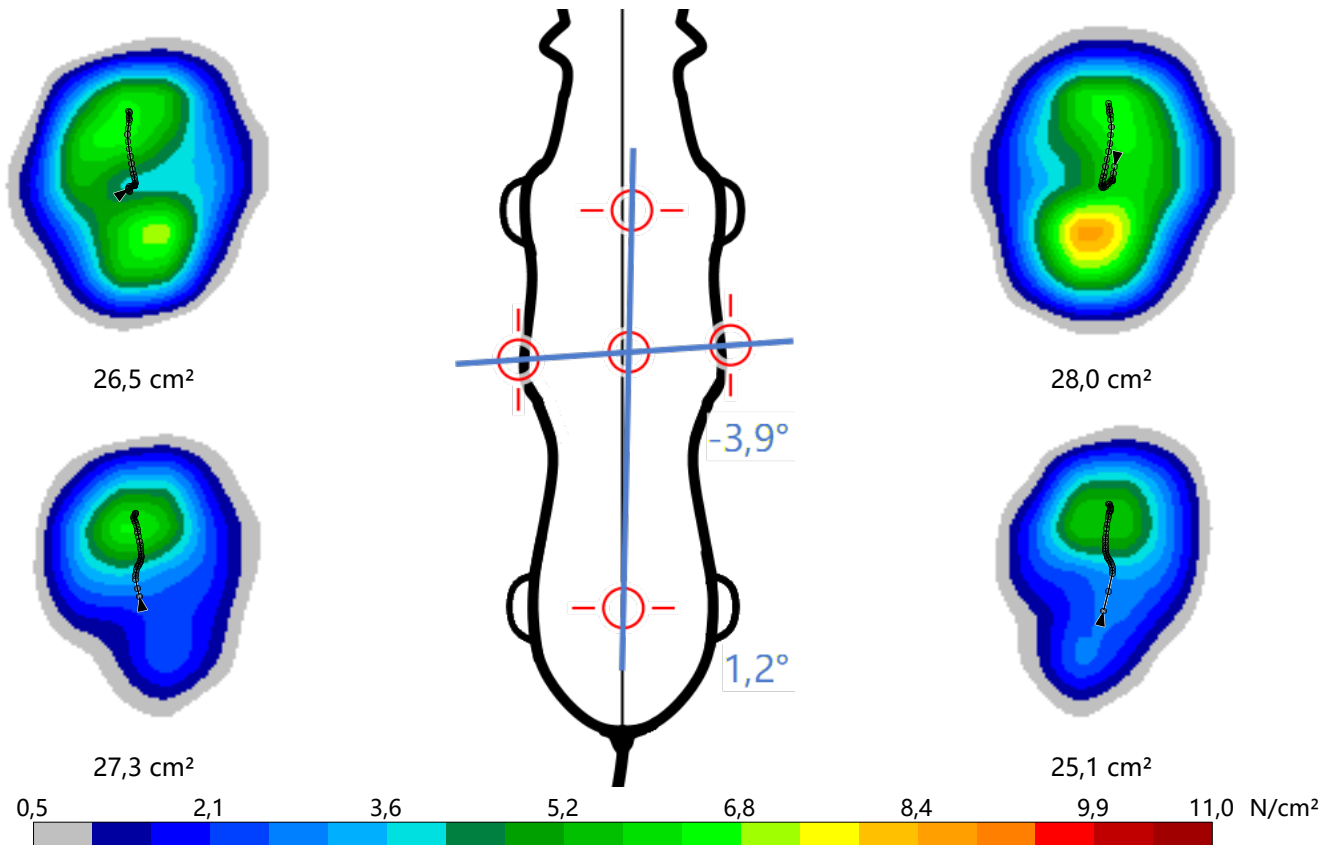 26,5 cm²
28,0 cm²
-3,9°
1,2°
27,3 cm²
25,1 cm²
0,5 2,1 3,6 5,2 6,8 8,4 9,9 11,0 N/cm²